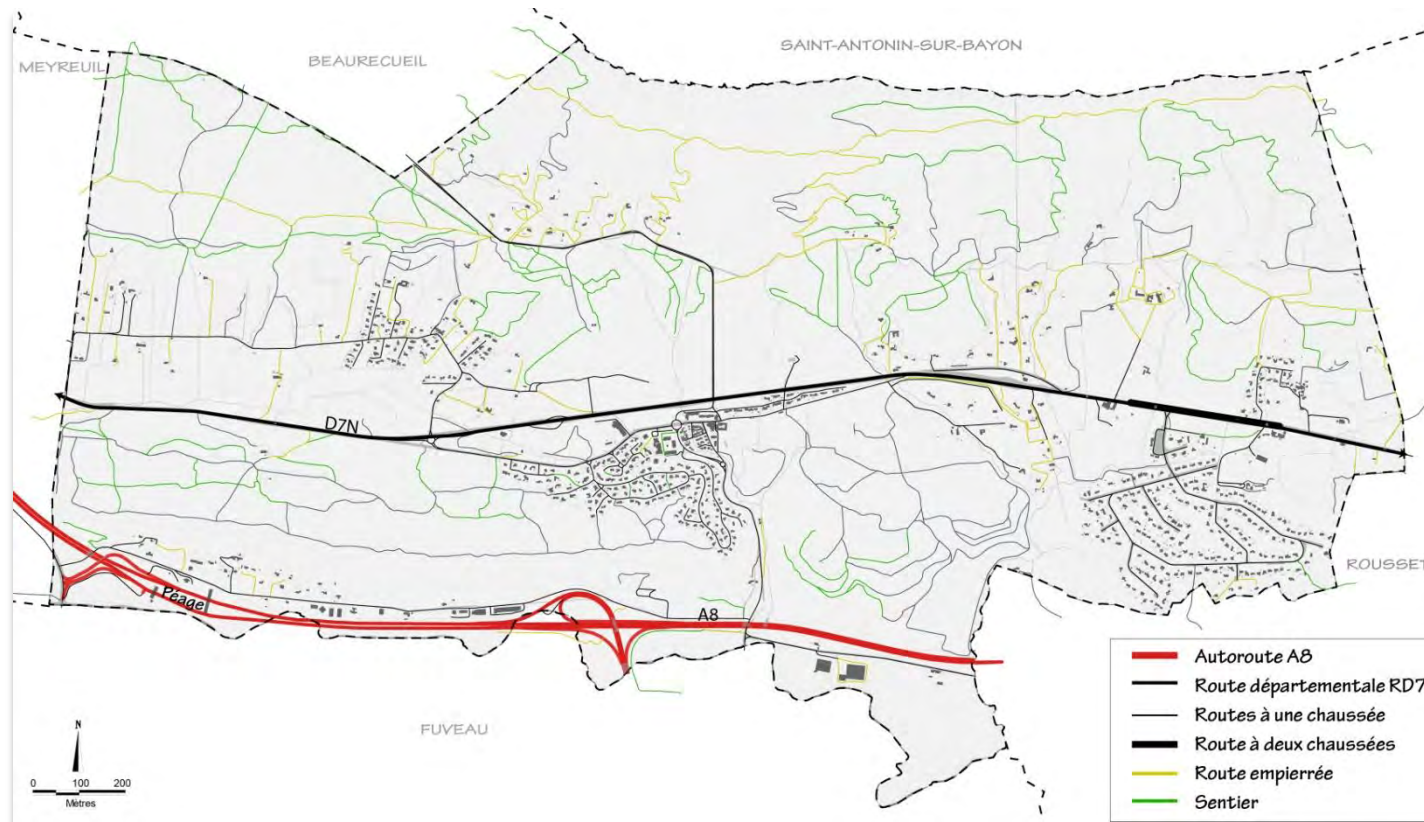 SAINT-ANTONIN-SUR-BAYON
BEAURECUEIL
MEYREUIL
D7N
ROUSSET
Péage
A8
FUVEAU
N
0 100 200
Mètres
Autoroute A8
Route départementale RD7
Routes à une chaussée
Route à deux chaussées
Route empierrée
Sentier